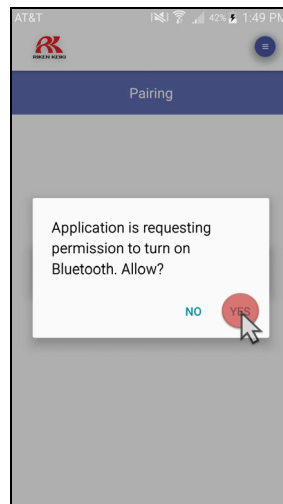 AT&T 42% 1:49 PM
RIKEN KEIKI
Pairing
Application is requesting
permission to turn on
Bluetooth. Allow?
NO YES